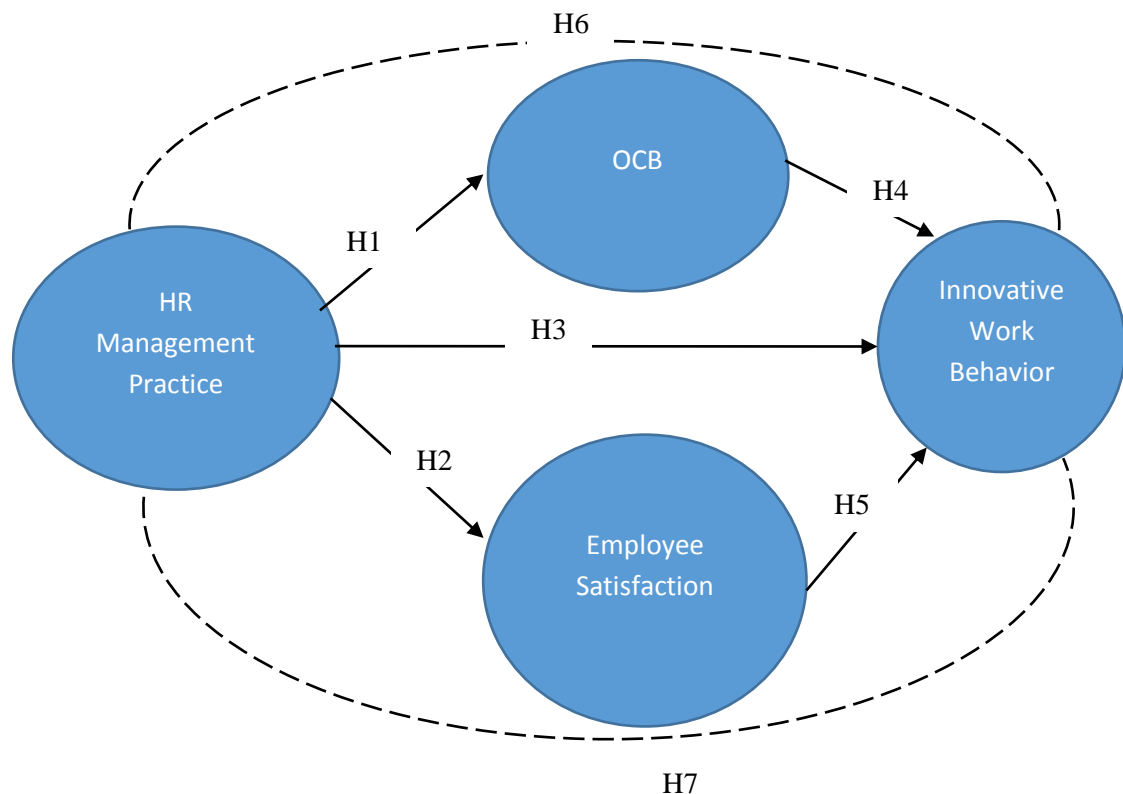 H6
OCB
H4
H1
HR
Management
Practice
H3
Innovative
Work
Behavior
H2
H5
Employee
Satisfaction
H7